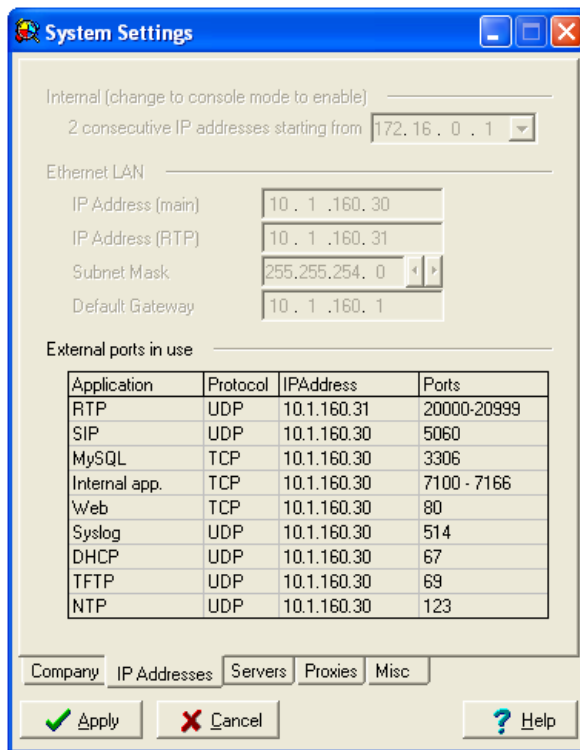 System Settings
Internal (change to console mode to enable)
2 consecutive IP addresses starting from 172. 16 . 0 . 1
Ethernet LAN
IP Address (main) 10 . 1 .160. 30
IP Address (RTP) 10 . 1 .160. 31
Subnet Mask 255.255.254. 0
Default Gateway 10 . 1 .160. 1
External ports in use
Application Protocol IPAddress Ports
RTP UDP 10.1.160.31 20000-20999
SIP UDP 10.1.160.30 5060
MySQL TCP 10.1.160.30 3306
Internal app. TCP 10.1.160.30 7100 - 7166
Web TCP 10.1.160.30 80
Syslog UDP 10.1.160.30 514
DHCP UDP 10.1.160.30 67
TFTP UDP 10.1.160.30 69
NTP UDP 10.1.160.30 123
Company IP Addresses Servers Proxies Misc
Apply Cancel Help